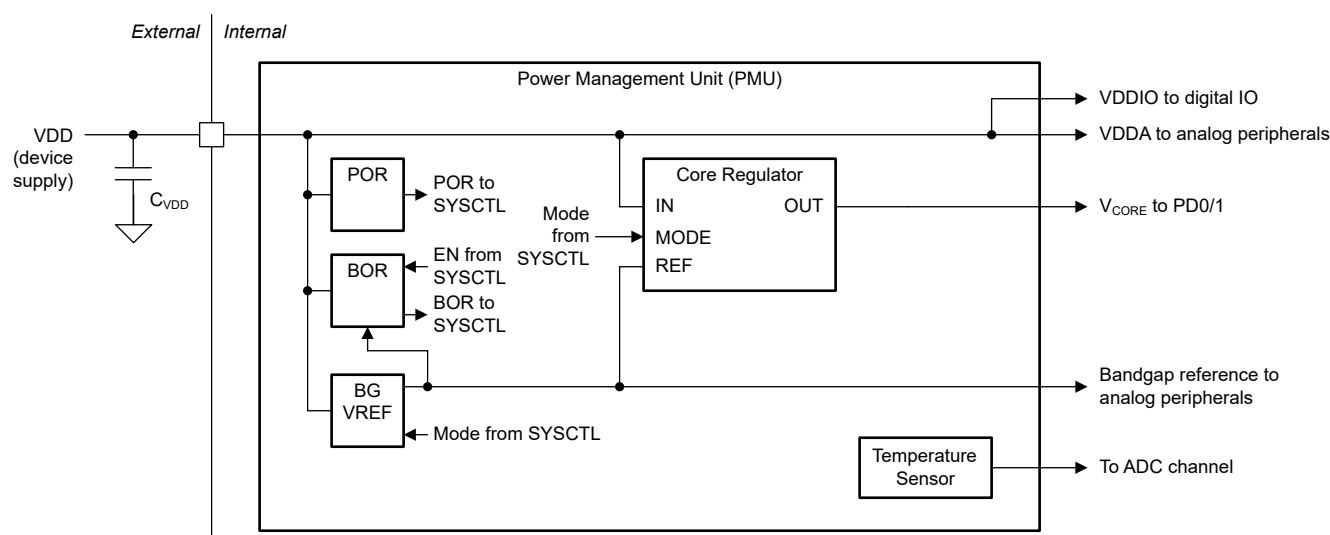 External
Internal
Power Management Unit (PMU)
VDDIO to digital IO
VDD
(device
supply)
VDDA to analog peripherals
CVDD
POR
POR to
SYSCTL
Core Regulator
IN
OUT
VCORE to PD0/1
Mode
from
SYSCTL
MODE
REF
BOR
EN from
SYSCTL
BOR to
SYSCTL
BG
VREF
Mode from SYSCTL
Bandgap reference to
analog peripherals
Temperature
Sensor
To ADC channel